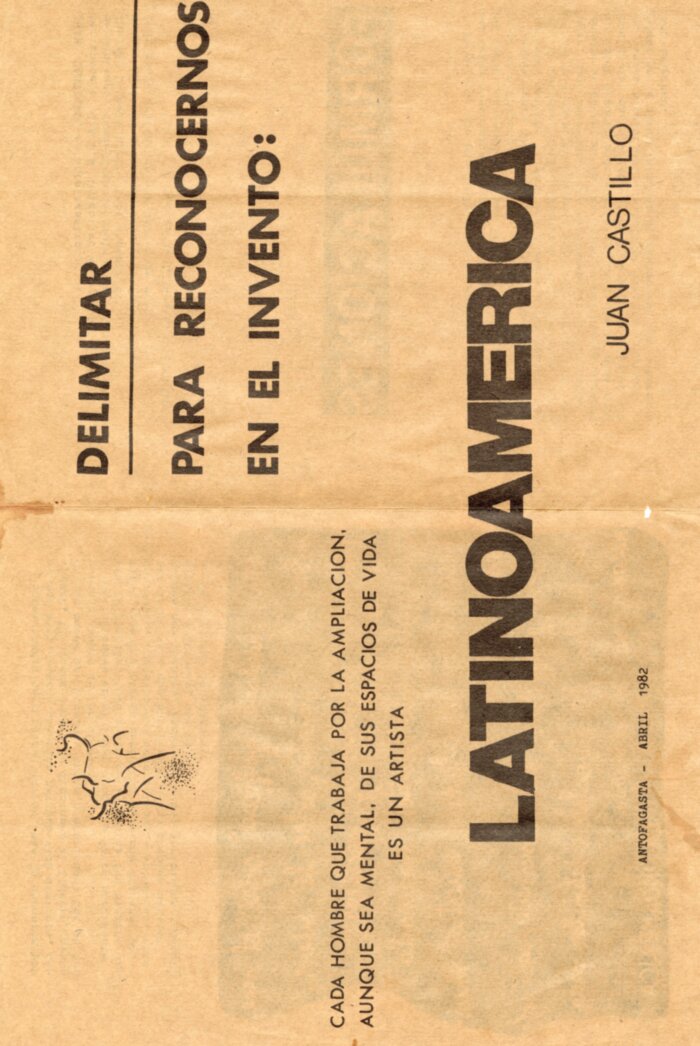 DELIMITAR
PARA RECONOCERNOS
EN EL INVENTO:
CADA HOMBRE QUE TRABAJA POR LA AMPLIACION,
AUNQUE SEA MENTAL, DE SUS ESPACIOS DE VIDA
ES UN ARTISTA
LATINOAMERICA
JUAN CASTILLO
ANTOFAGASTA - ABRIL 1982